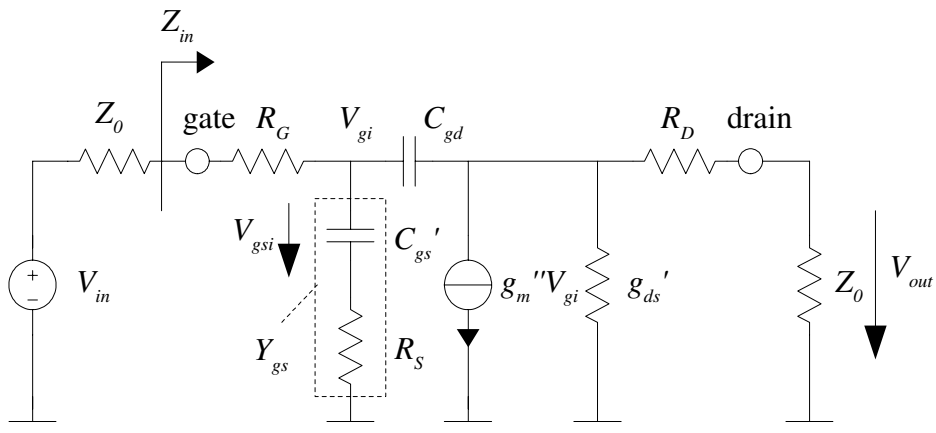 Z_in
Z_0 gate R_G V_gi C_gd R_D drain
V_gsi C_gs'
+
−
V_in g_m''V_gi g_ds' Z_0 V_out
Y_gs R_S